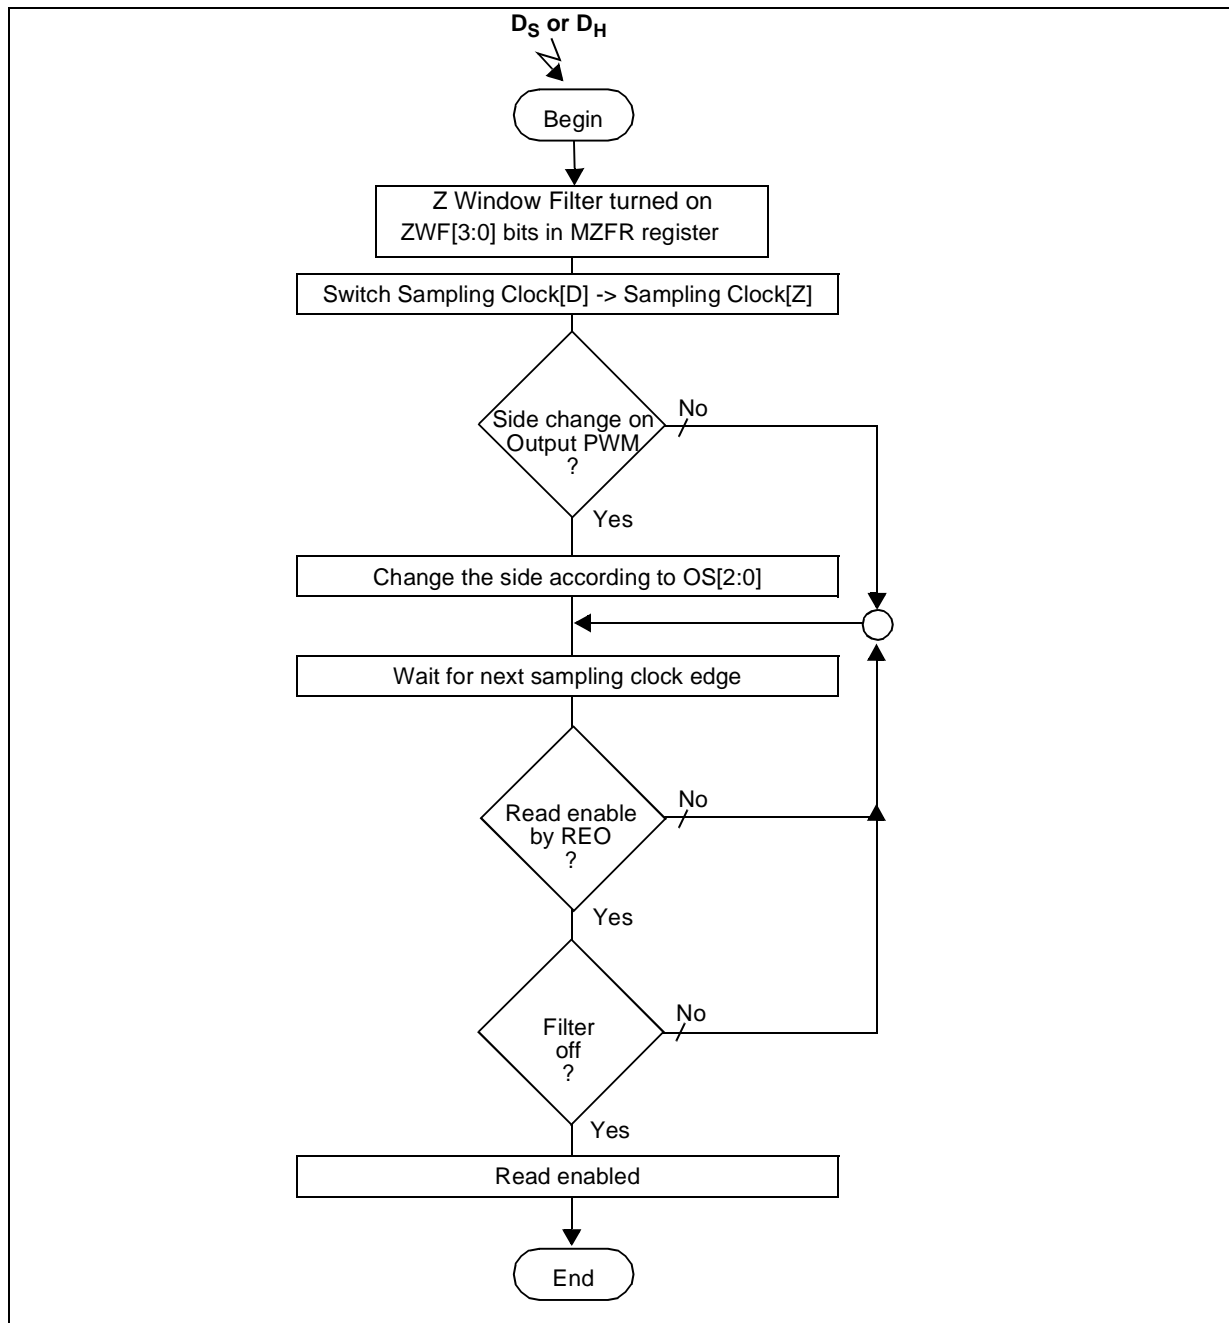 DS or DH
Begin
Z Window Filter turned on
ZWF[3:0] bits in MZFR register
Switch Sampling Clock[D] -> Sampling Clock[Z]
Side change on
Output PWM
?
No
Yes
Change the side according to OS[2:0]
Wait for next sampling clock edge
Read enable
by REO
?
No
Yes
Filter
off
?
No
Yes
Read enabled
End